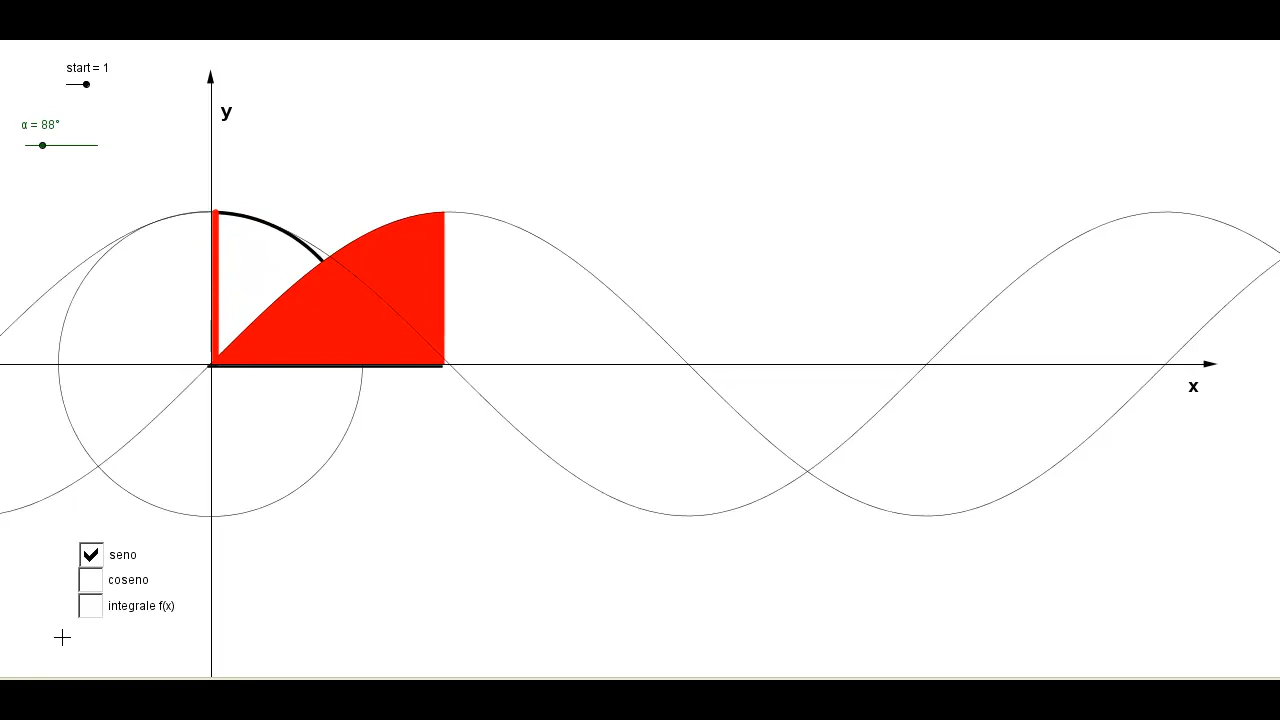 start = 1
y
α = 88°
x
seno
coseno
integrale f(x)